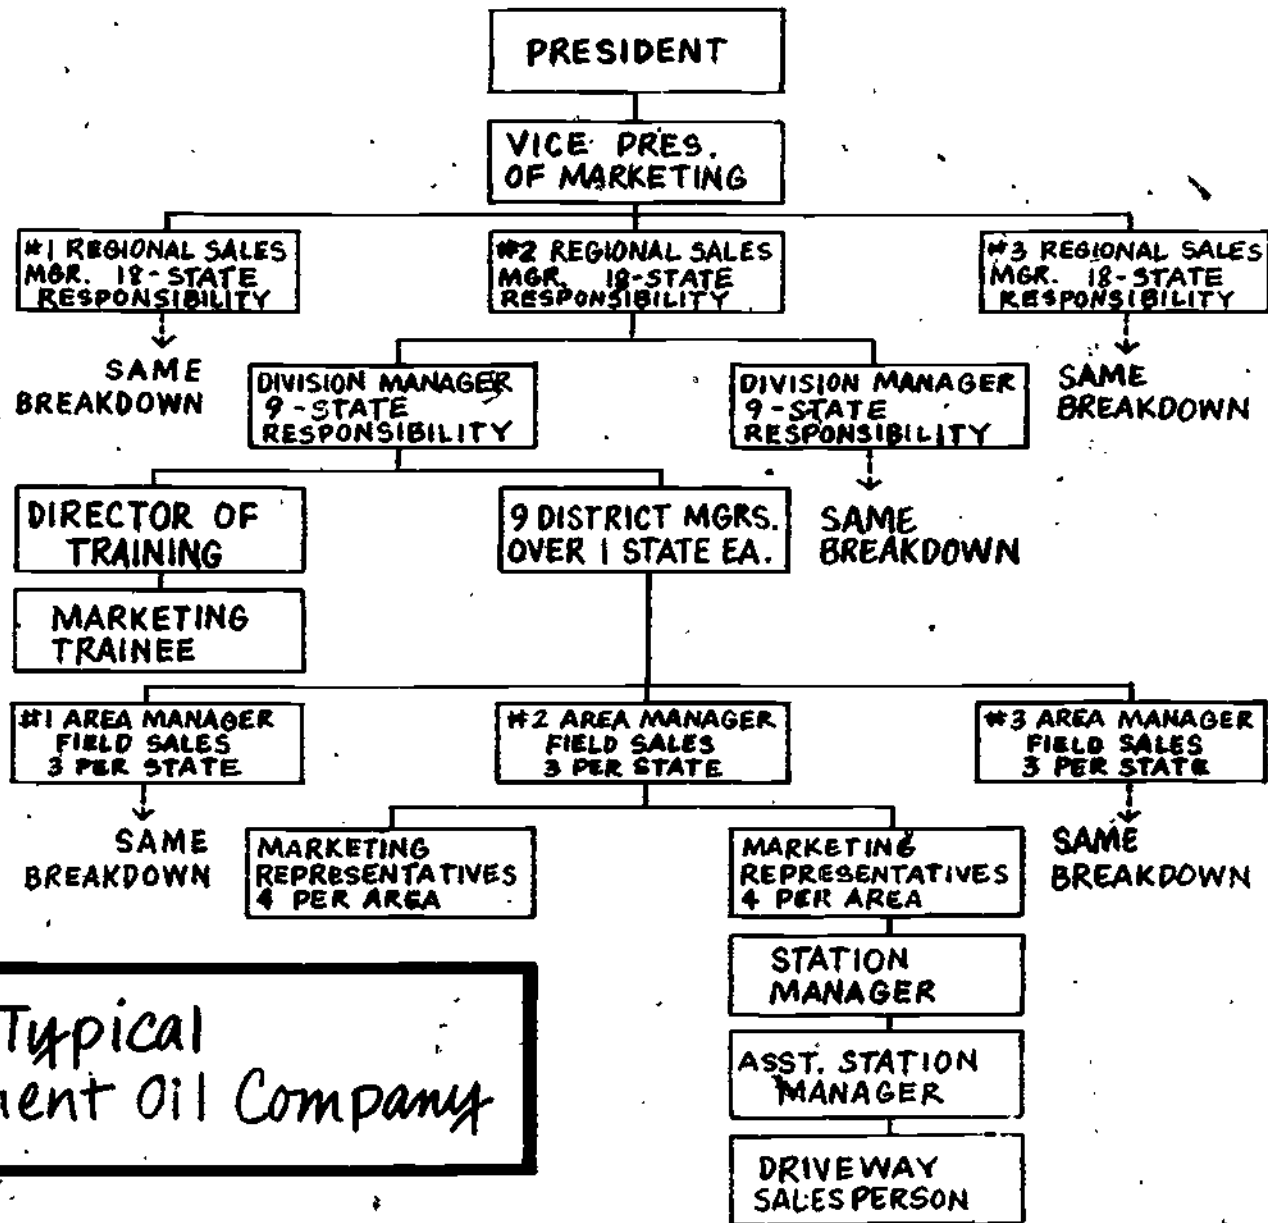 PRESIDENT
VICE PRES.
OF MARKETING
#1 REGIONAL SALES
MGR. 18-STATE
RESPONSIBILITY
#2 REGIONAL SALES
MGR. 18-STATE
RESPONSIBILITY
#3 REGIONAL SALES
MGR. 18-STATE
RESPONSIBILITY
SAME
BREAKDOWN
DIVISION MANAGER
9-STATE
RESPONSIBILITY
DIVISION MANAGER
9-STATE
RESPONSIBILITY
SAME
BREAKDOWN
DIRECTOR OF
TRAINING
9 DISTRICT MGRS.
OVER 1 STATE EA.
SAME
BREAKDOWN
MARKETING
TRAINEE
#1 AREA MANAGER
FIELD SALES
3 PER STATE
#2 AREA MANAGER
FIELD SALES
3 PER STATE
#3 AREA MANAGER
FIELD SALES
3 PER STATE
SAME
BREAKDOWN
MARKETING
REPRESENTATIVES
4 PER AREA
MARKETING
REPRESENTATIVES
4 PER AREA
SAME
BREAKDOWN
STATION
MANAGER
ASST. STATION
MANAGER
DRIVEWAY
SALESPERSON
Typical
Oil Company